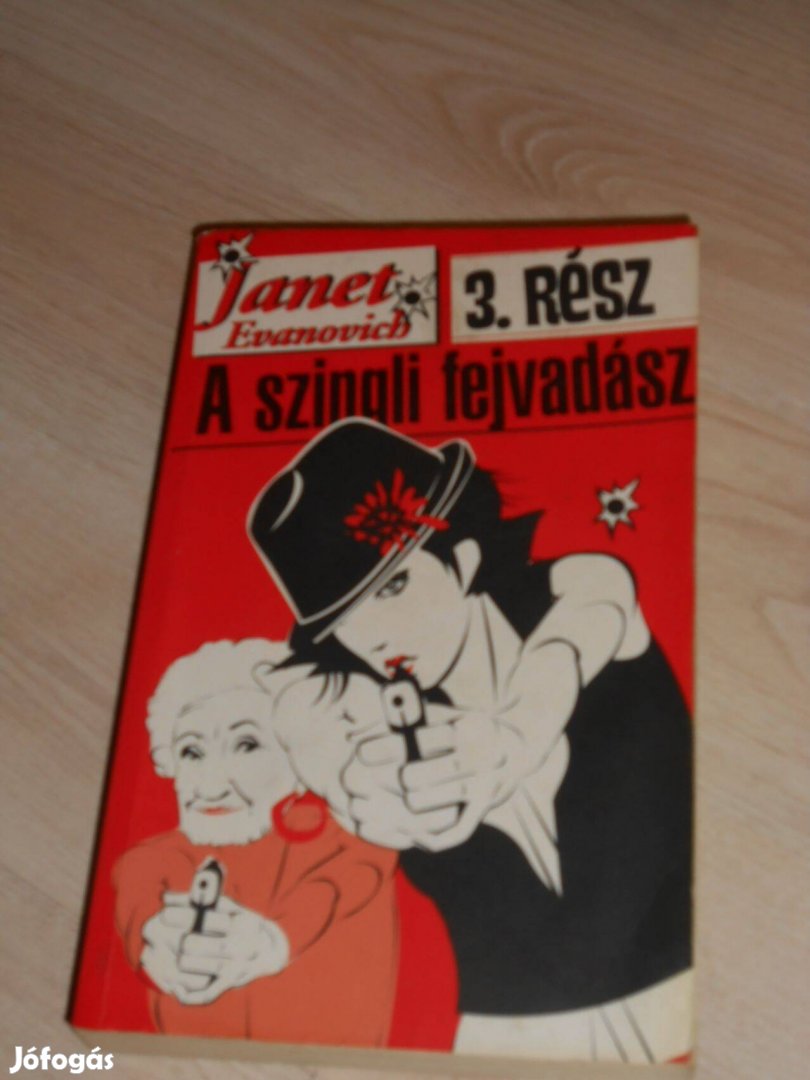 Janet
Evanovich
3. RÉSZ
A szingli fejvadász
Jófogás